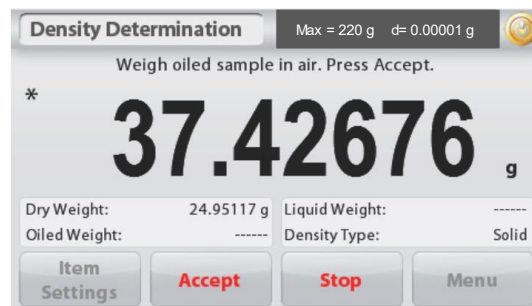 Density Determination Max = 220 g d= 0.00001 g
Weigh oiled sample in air. Press Accept.
*
37.42676 g
Dry Weight: 24.95117 g Liquid Weight: ------
Oiled Weight: ------ Density Type: Solid
Item Settings Accept Stop Menu